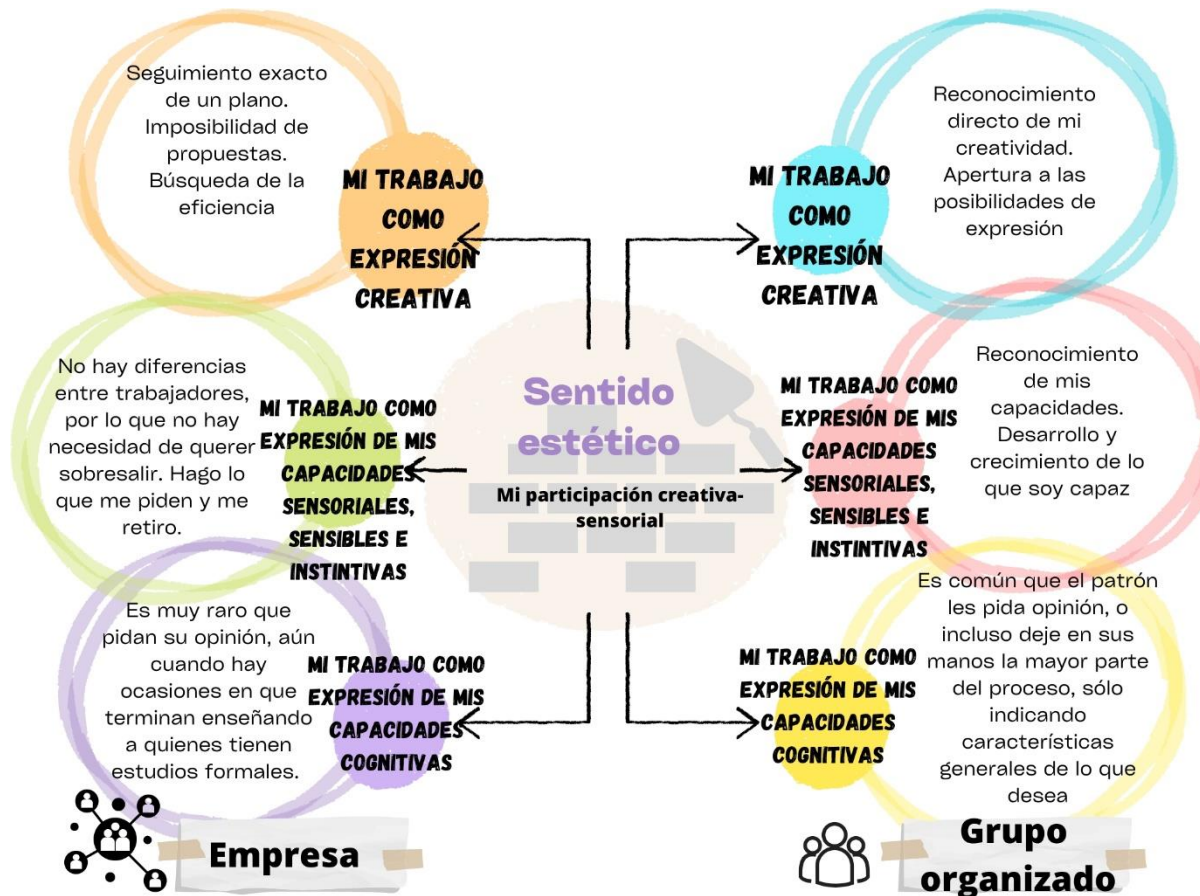 Seguimiento exacto
de un plano.
Imposibilidad de
propuestas.
Búsqueda de la
eficiencia
MI TRABAJO
COMO
EXPRESIÓN
CREATIVA
No hay diferencias
entre trabajadores,
por lo que no hay
necesidad de querer
sobresalir. Hago lo
que me piden y me
retiro.
MI TRABAJO COMO
EXPRESIÓN DE MIS
CAPACIDADES
SENSORIALES,
SENSIBLES E
INSTINTIVAS
Es muy raro que
pidan su opinión, aún
cuando hay
ocasiones en que
terminan enseñando
a quienes tienen
estudios formales.
MI TRABAJO COMO
EXPRESIÓN DE MIS
CAPACIDADES
COGNITIVAS
Empresa
Sentido
estético
Mi participación creativa-
sensorial
MI TRABAJO
COMO
EXPRESIÓN
CREATIVA
Reconocimiento
directo de mi
creatividad.
Apertura a las
posibilidades de
expresión
MI TRABAJO COMO
EXPRESIÓN DE MIS
CAPACIDADES
SENSORIALES,
SENSIBLES E
INSTINTIVAS
Reconocimiento
de mis
capacidades.
Desarrollo y
crecimiento de lo
que soy capaz
MI TRABAJO COMO
EXPRESIÓN DE MIS
CAPACIDADES
COGNITIVAS
Es común que el patrón
les pida opinión, o
incluso deje en sus
manos la mayor parte
del proceso, sólo
indicando
características
generales de lo que
desea
Grupo
organizado